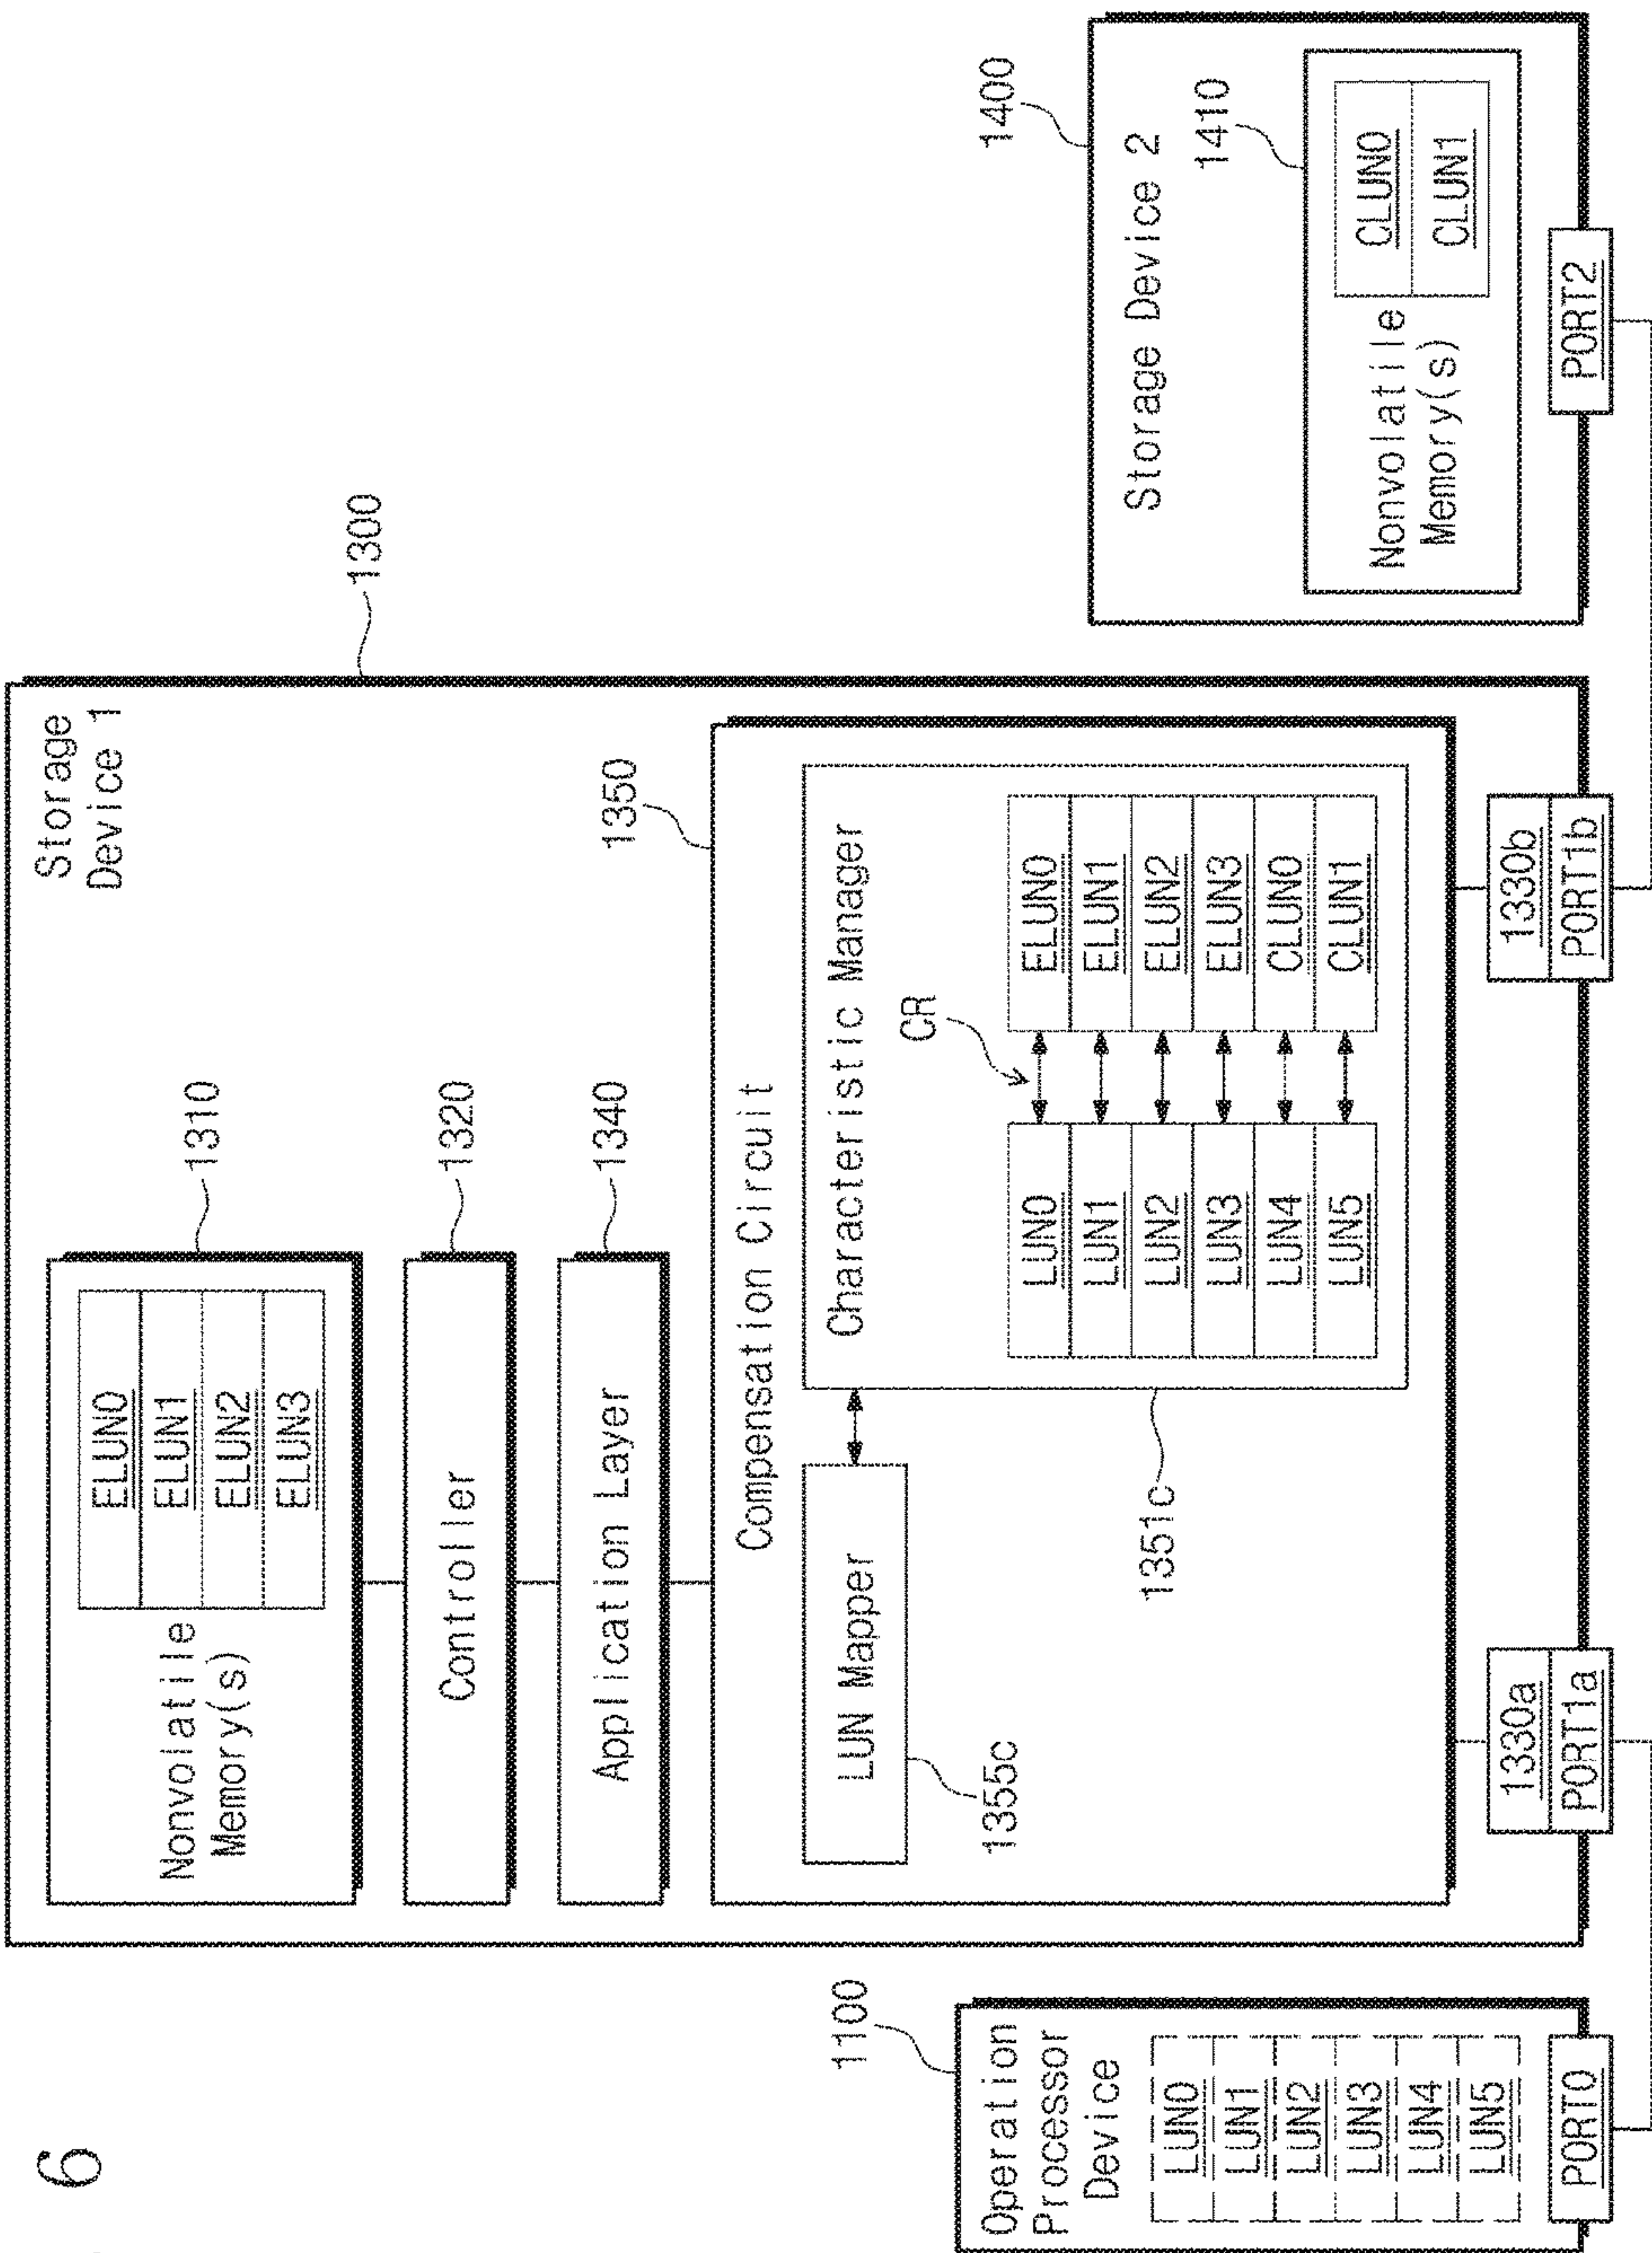 6
1100
Operation
Processor
Device
LUN0
LUN1
LUN2
LUN3
LUN4
LUN5
PORT0
Storage
Device 1
1300
Nonvolatile
Memory(s)
ELUN0
ELUN1
ELUN2
ELUN3
1310
Controller
1320
Application Layer
1340
Compensation Circuit
1350
LUN Mapper
1355c
Characteristic Manager
CR
LUN0
LUN1
LUN2
LUN3
LUN4
LUN5
ELUN0
ELUN1
ELUN2
ELUN3
CLUN0
CLUN1
1351c
1330a
PORT1a
1330b
PORT1b
1400
Storage Device 2
1410
Nonvolatile
Memory(s)
CLUN0
CLUN1
PORT2